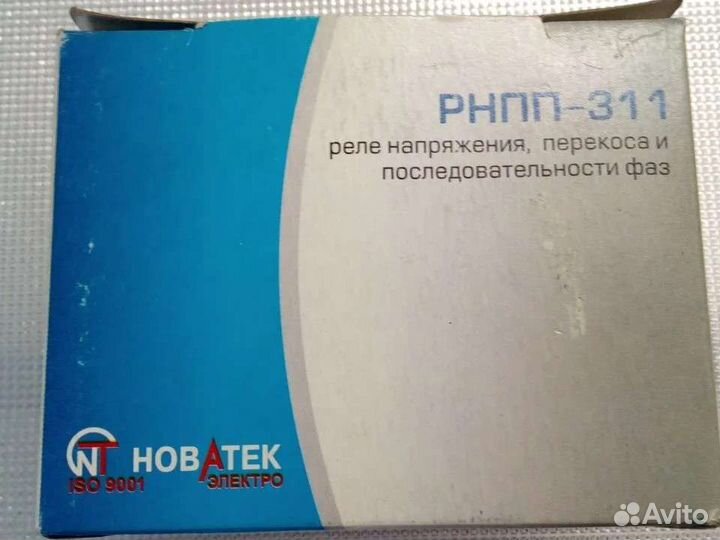 РНПП-311
реле напряжения, перекоса и
последовательности фаз
NT НОВАТЕК
ISO 9001 ЭЛЕКТРО
Avito